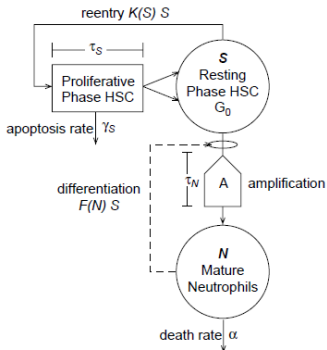 reentry K(S) S
τS
Proliferative
Phase HSC
S
Resting
Phase HSC
G0
apoptosis rate
γS
differentiation
F(N) S
τN
A
amplification
N
Mature
Neutrophils
death rate α